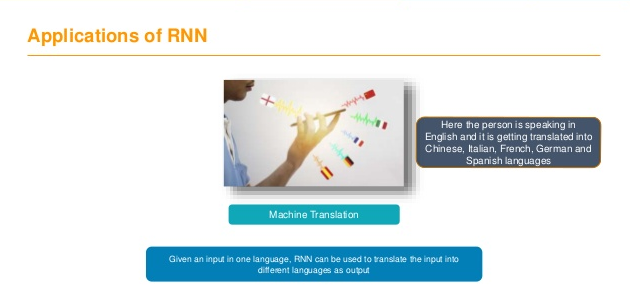 Applications of RNN
Here the person is speaking in
English and it is getting translated into
Chinese, Italian, French, German and
Spanish languages
Machine Translation
Given an input in one language, RNN can be used to translate the input into
different languages as output